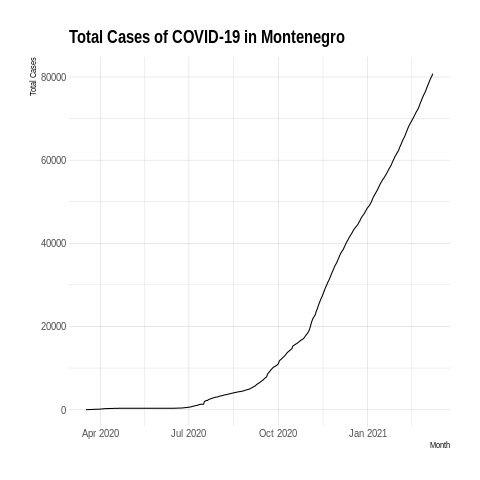 Total Cases of COVID-19 in Montenegro
Total Cases
80000
60000
40000
20000
0
Apr 2020 Jul 2020 Oct 2020 Jan 2021
Month